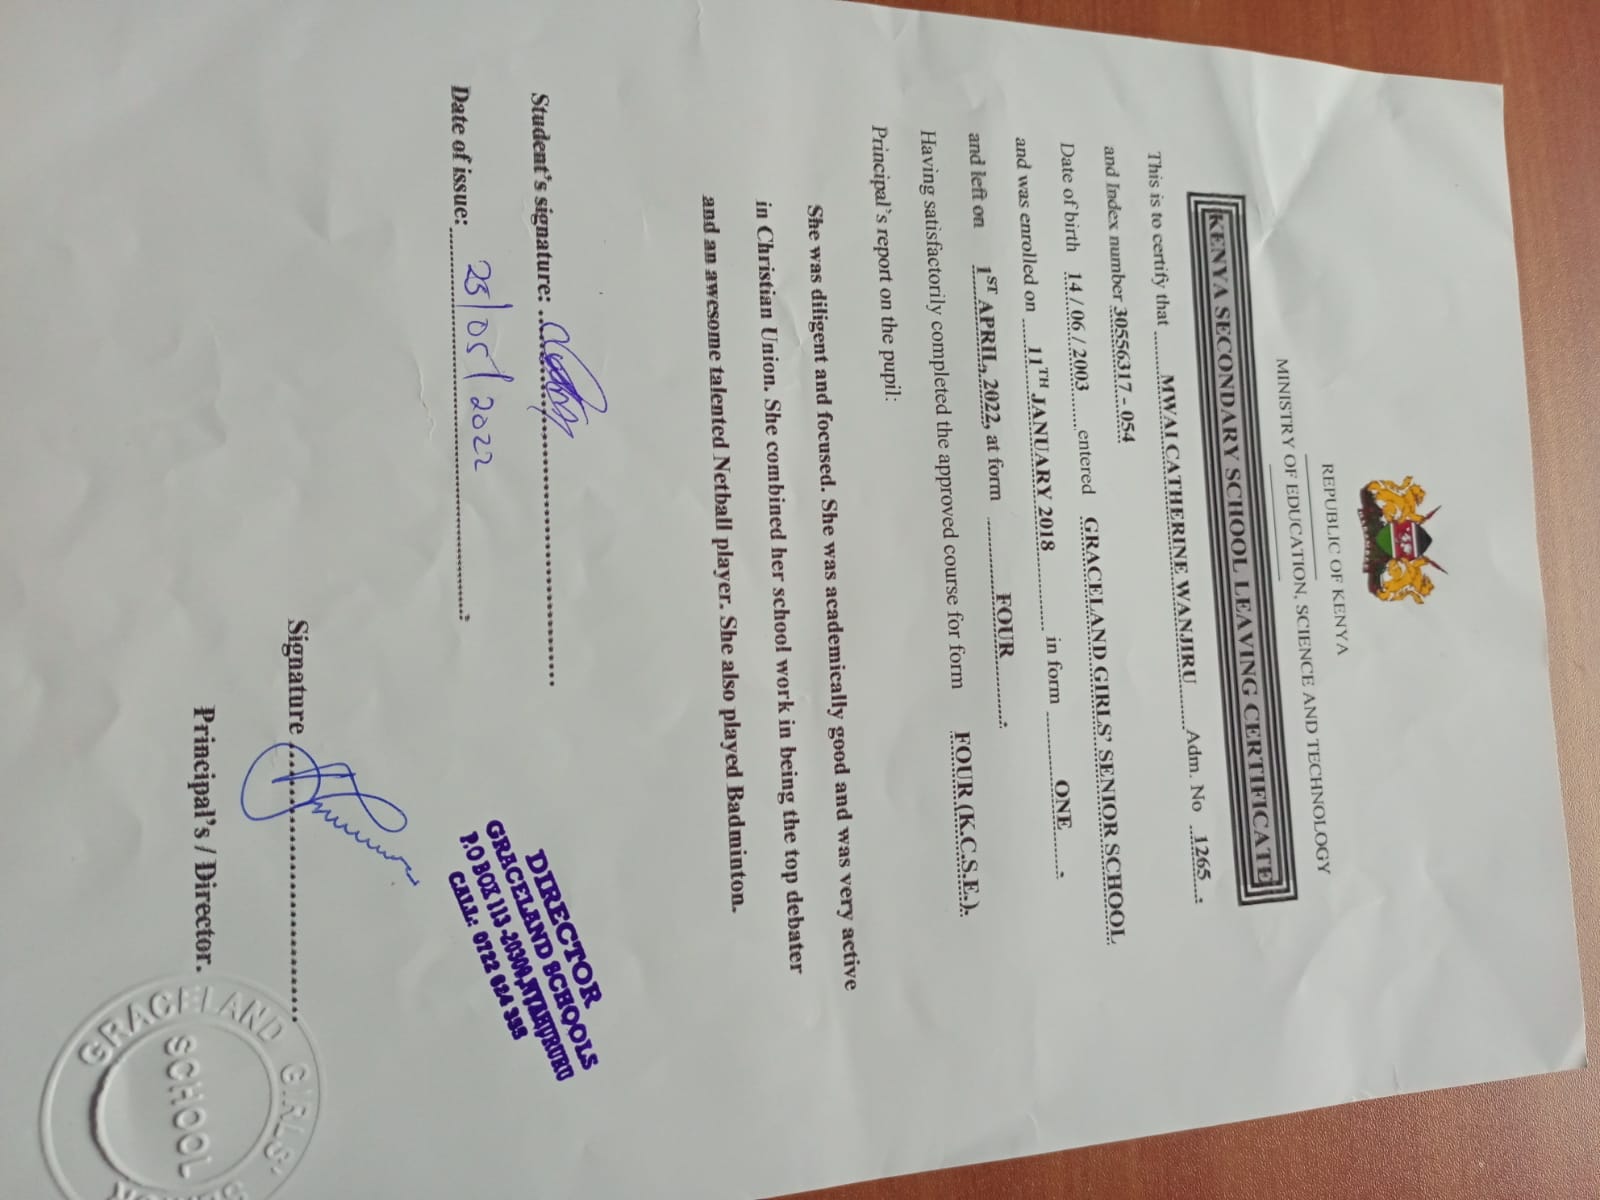 REPUBLIC OF KENYA
MINISTRY OF EDUCATION, SCIENCE AND TECHNOLOGY
KENYA SECONDARY SCHOOL LEAVING CERTIFICATE
This is to certify that MWAI CATHERINE WANJIRU Adm. No 1265.
and Index number 30556317 - 054
Date of birth 14 / 06 / 2003 entered GRACELAND GIRLS' SENIOR SCHOOL
and was enrolled on 11TH JANUARY 2018 in form ONE.
and left on 1ST APRIL, 2022, at form FOUR.
Having satisfactorily completed the approved course for form FOUR (K.C.S.E.).
Principal's report on the pupil:
She was diligent and focused. She was academically good and was very active
in Christian Union. She combined her school work in being the top debater
and an awesome talented Netball player. She also played Badminton.
Student's signature:
Date of issue: 25/05/2022
DIRECTOR
GRACELAND SCHOOLS
P.O BOX 113-20300, NYAHURURU
CALL: 0722 624 355
Signature
Principal's / Director.
GRACELAND GIRLS'
SCHOOL
SENIOR